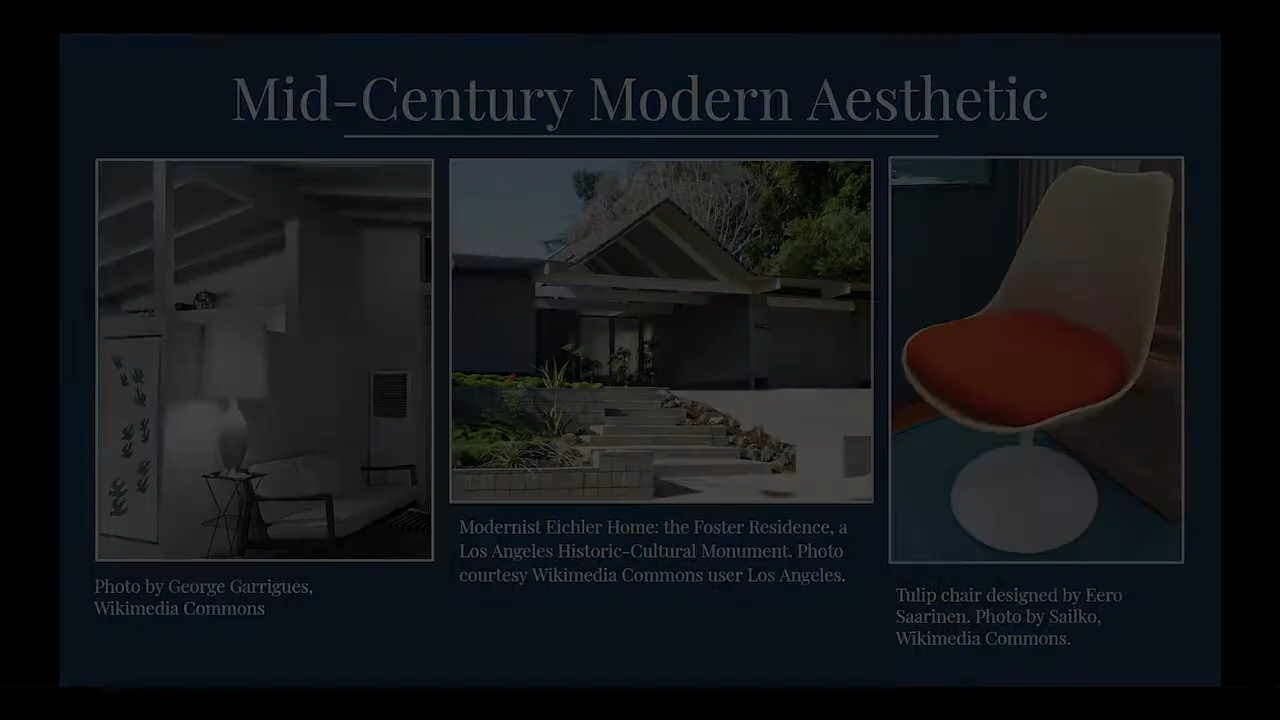 Mid-Century Modern Aesthetic
Photo by George Garrigues,
Wikimedia Commons
Modernist Eichler Home: the Foster Residence, a
Los Angeles Historic-Cultural Monument. Photo
courtesy Wikimedia Commons user Los Angeles.
Tulip chair designed by Eero
Saarinen. Photo by Sailko,
Wikimedia Commons.